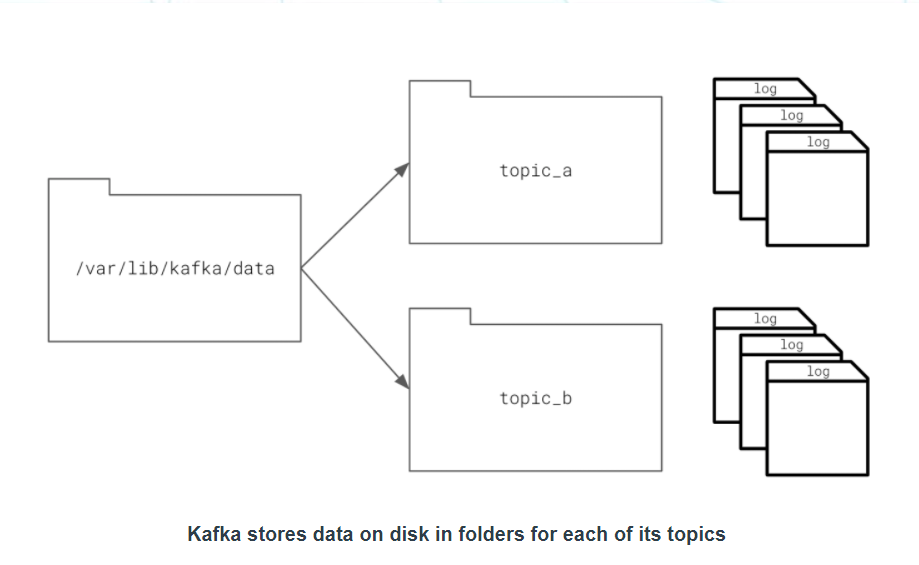 log
log
log
topic_a
/var/lib/kafka/data
log
log
log
topic_b
Kafka stores data on disk in folders for each of its topics